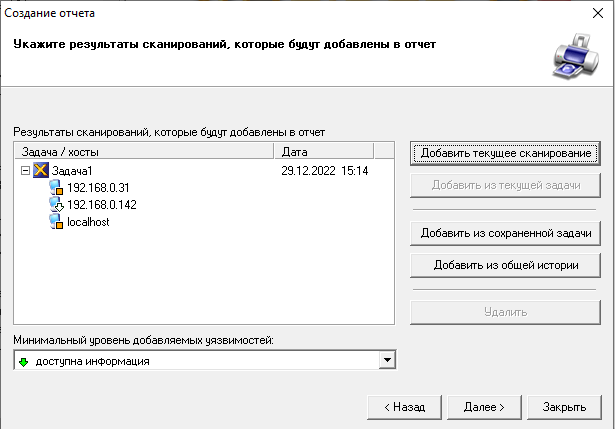 Создание отчета
Укажите результаты сканирований, которые будут добавлены в отчет
Результаты сканирований, которые будут добавлены в отчет
Задача / хосты Дата
Задача1 29.12.2022 15:14
192.168.0.31
192.168.0.142
localhost
Добавить текущее сканирование
Добавить из текущей задачи
Добавить из сохраненной задачи
Добавить из общей истории
Удалить
Минимальный уровень добавляемых уязвимостей:
доступна информация
< Назад Далее > Закрыть